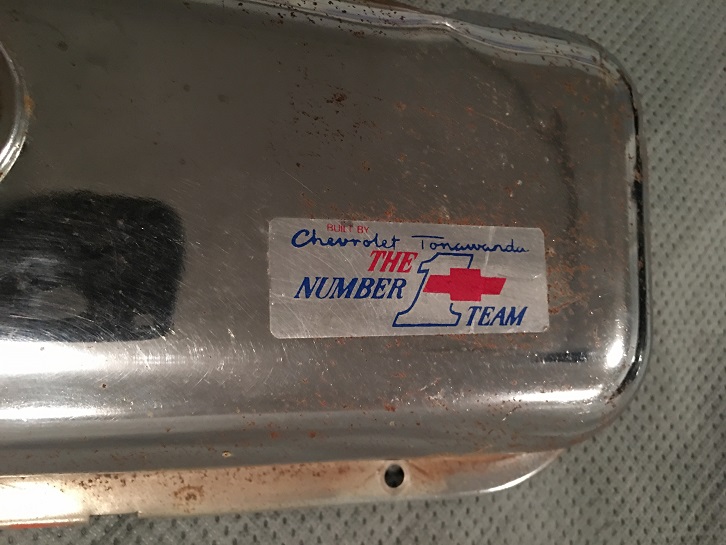 BUILT BY
Chevrolet Tonawanda
THE
NUMBER 1
TEAM